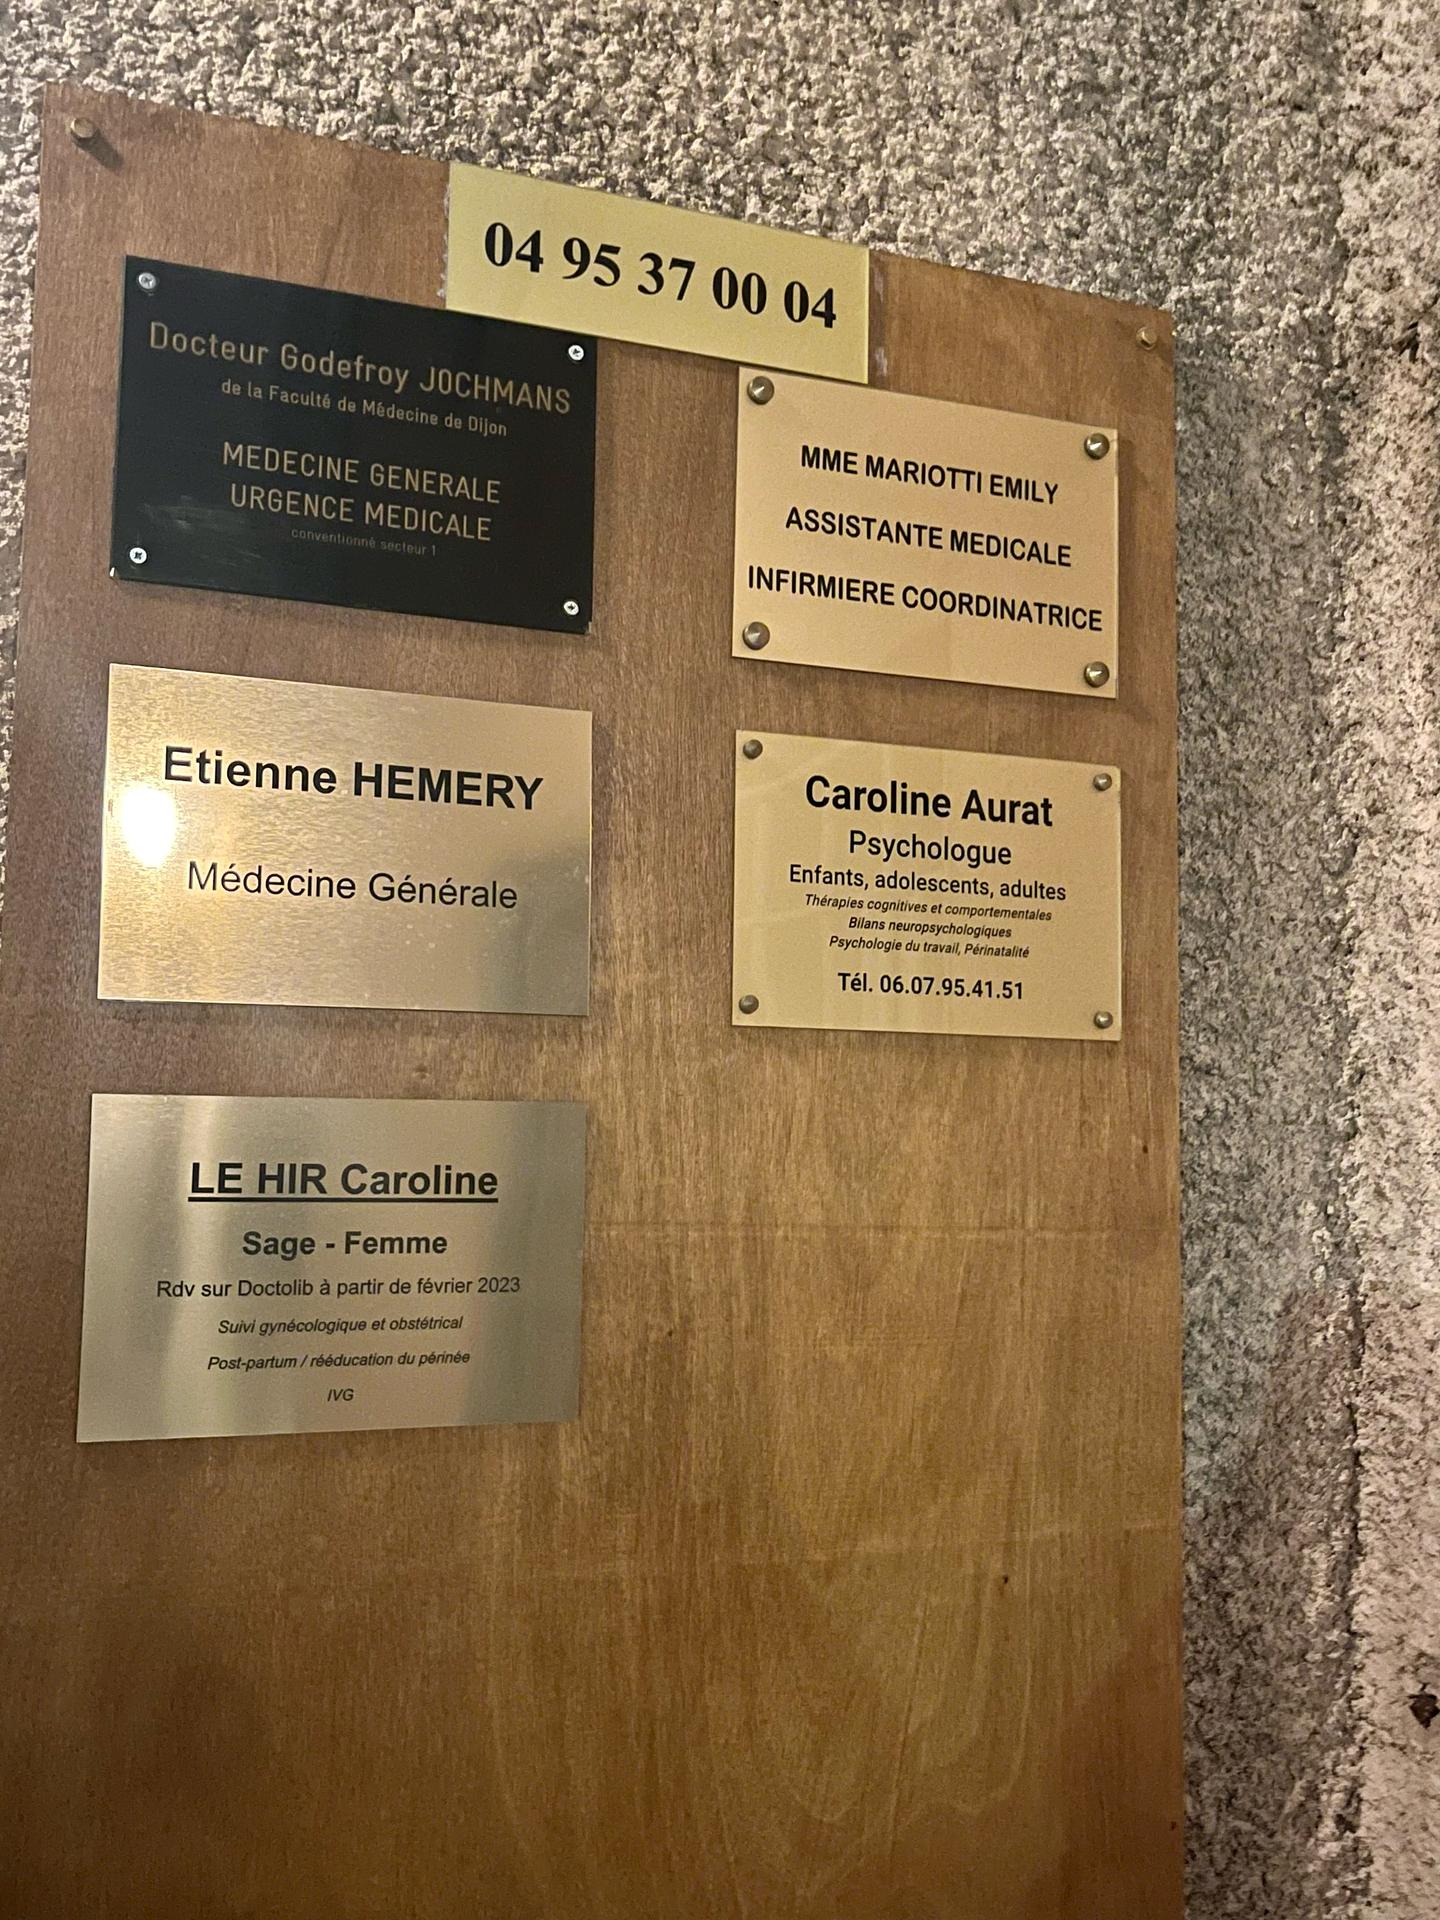 04 95 37 00 04
Docteur Godefroy JOCHMANS
de la Faculté de Médecine de Dijon
MEDECINE GENERALE
URGENCE MEDICALE
conventionné secteur 1
MME MARIOTTI EMILY
ASSISTANTE MEDICALE
INFIRMIERE COORDINATRICE
Etienne HEMERY
Médecine Générale
Caroline Aurat
Psychologue
Enfants, adolescents, adultes
Thérapies cognitives et comportementales
Bilans neuropsychologiques
Psychologie du travail, Périnatalité
Tél. 06.07.95.41.51
LE HIR Caroline
Sage - Femme
Rdv sur Doctolib à partir de février 2023
Suivi gynécologique et obstétrical
Post-partum / rééducation du périnée
IVG